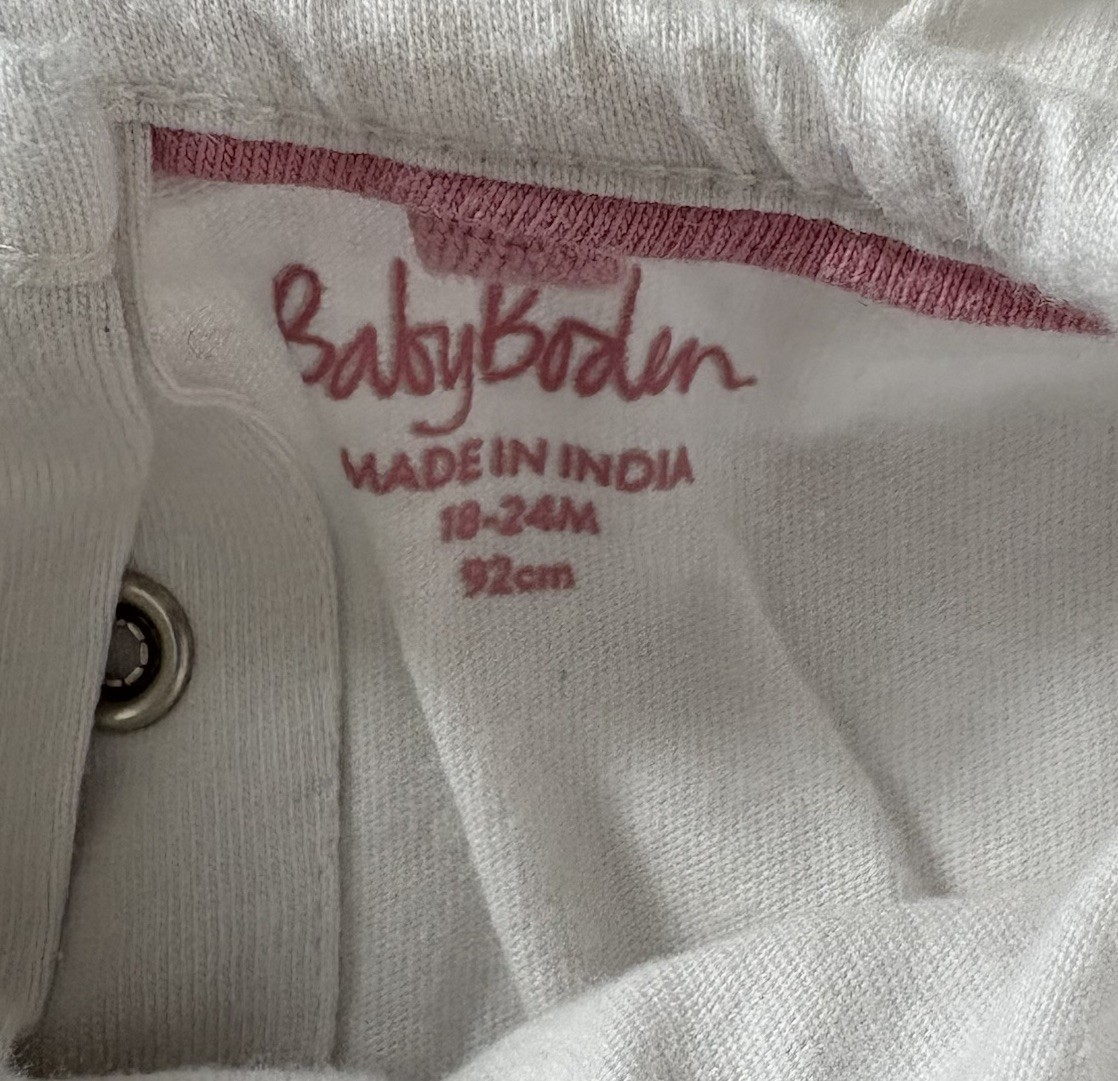 BabyBoden
MADE IN INDIA
18-24M
92cm